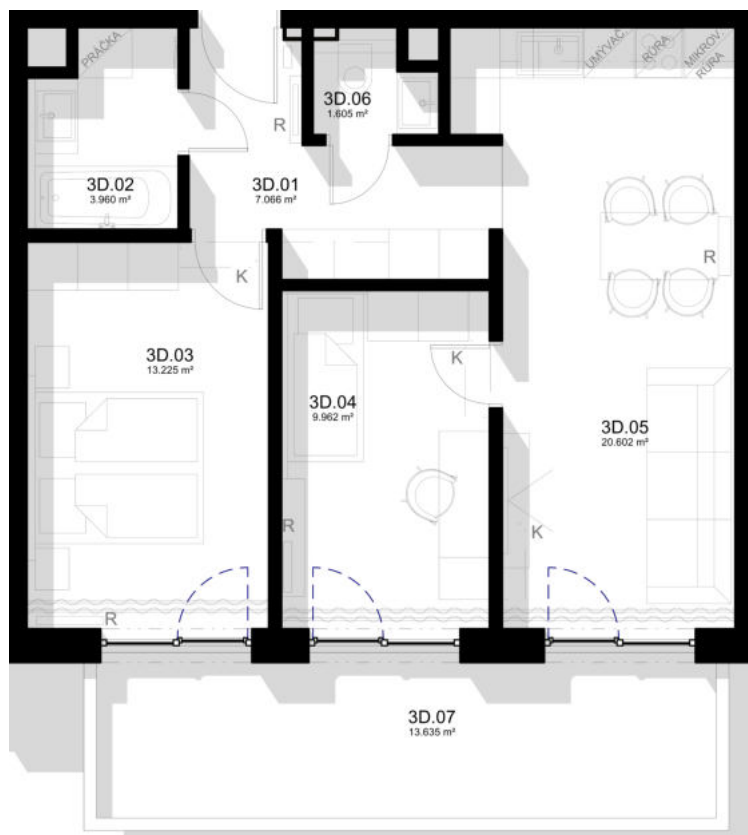 PRÁČKA
UMÝVAČ.
RÚRA
MIKROV.
RÚRA
3D.06
1.605 m²
R
3D.02
3.960 m²
3D.01
7.066 m²
R
K
3D.03
13.225 m²
K
3D.04
9.962 m²
3D.05
20.602 m²
R
K
R
3D.07
13.635 m²